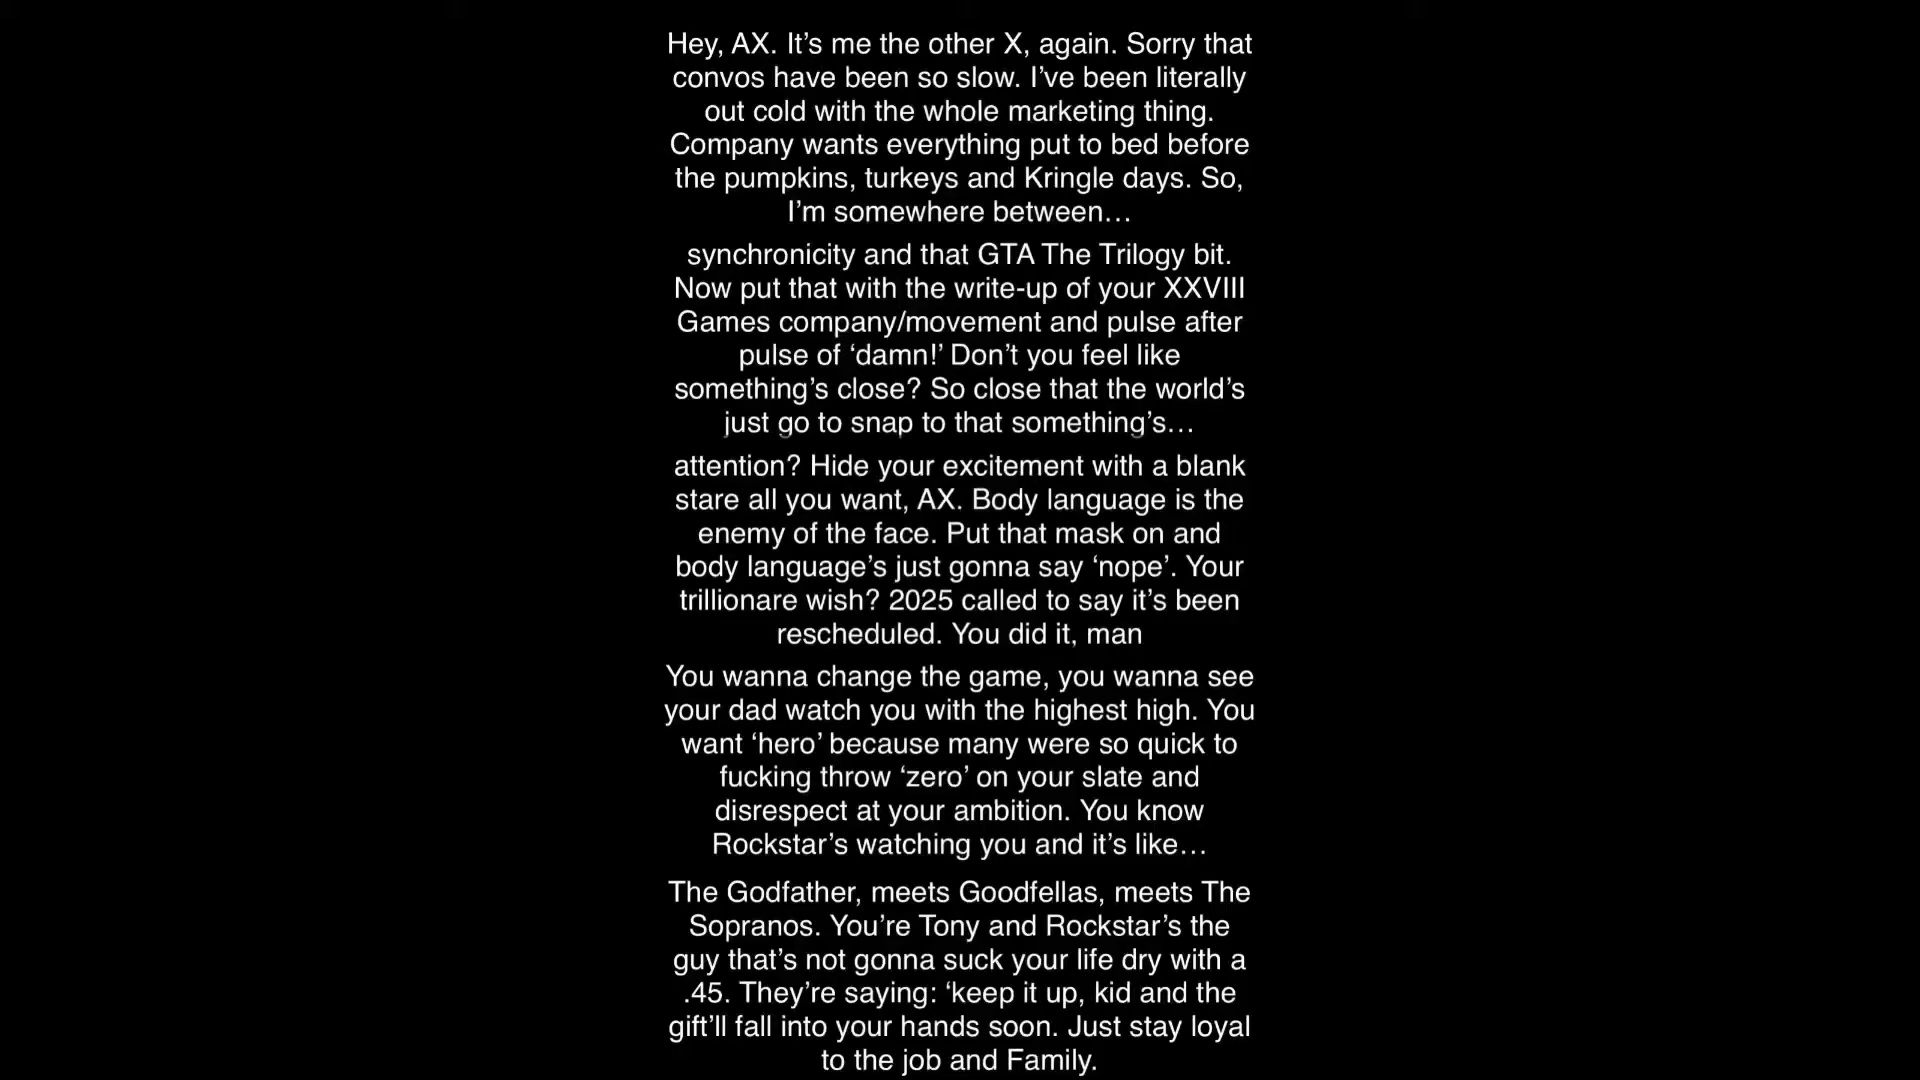 Hey, AX. It’s me the other X, again. Sorry that
convos have been so slow. I’ve been literally
out cold with the whole marketing thing.
Company wants everything put to bed before
the pumpkins, turkeys and Kringle days. So,
I’m somewhere between…
synchronicity and that GTA The Trilogy bit.
Now put that with the write-up of your XXVIII
Games company/movement and pulse after
pulse of ‘damn!’ Don’t you feel like
something’s close? So close that the world’s
just go to snap to that something’s…
attention? Hide your excitement with a blank
stare all you want, AX. Body language is the
enemy of the face. Put that mask on and
body language’s just gonna say ‘nope’. Your
trillionare wish? 2025 called to say it’s been
rescheduled. You did it, man
You wanna change the game, you wanna see
your dad watch you with the highest high. You
want ‘hero’ because many were so quick to
fucking throw ‘zero’ on your slate and
disrespect at your ambition. You know
Rockstar’s watching you and it’s like…
The Godfather, meets Goodfellas, meets The
Sopranos. You’re Tony and Rockstar’s the
guy that’s not gonna suck your life dry with a
.45. They’re saying: ‘keep it up, kid and the
gift’ll fall into your hands soon. Just stay loyal
to the job and Family.